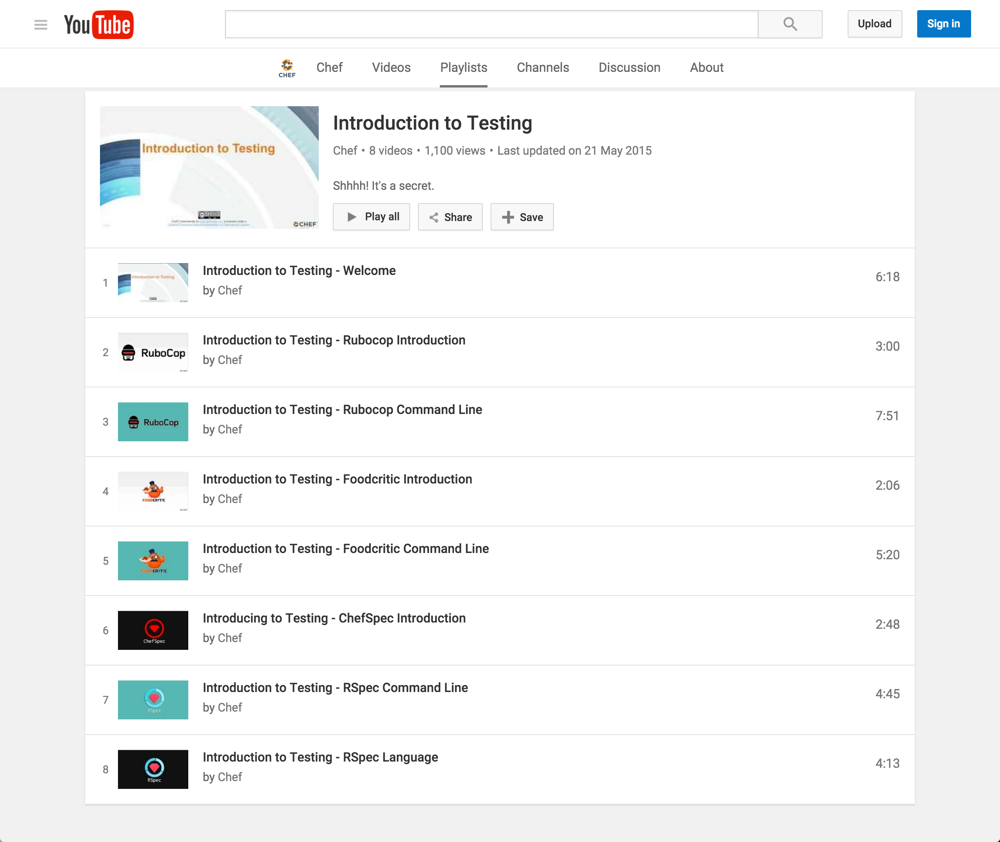 YouTube
Upload
Sign in
CHEF
Chef
Videos
Playlists
Channels
Discussion
About
Introduction to Testing
CHEF
Introduction to Testing
Chef • 8 videos • 1,100 views • Last updated on 21 May 2015
Shhhh! It's a secret.
Play all
Share
Save
1
Introduction to Testing
Introduction to Testing - Welcome
by Chef
6:18
2
RuboCop
Introduction to Testing - Rubocop Introduction
by Chef
3:00
3
RuboCop
Introduction to Testing - Rubocop Command Line
by Chef
7:51
4
FOODCRITIC
Introduction to Testing - Foodcritic Introduction
by Chef
2:06
5
FOODCRITIC
Introduction to Testing - Foodcritic Command Line
by Chef
5:20
6
ChefSpec
Introducing to Testing - ChefSpec Introduction
by Chef
2:48
7
RSpec
Introduction to Testing - RSpec Command Line
by Chef
4:45
8
RSpec
Introduction to Testing - RSpec Language
by Chef
4:13